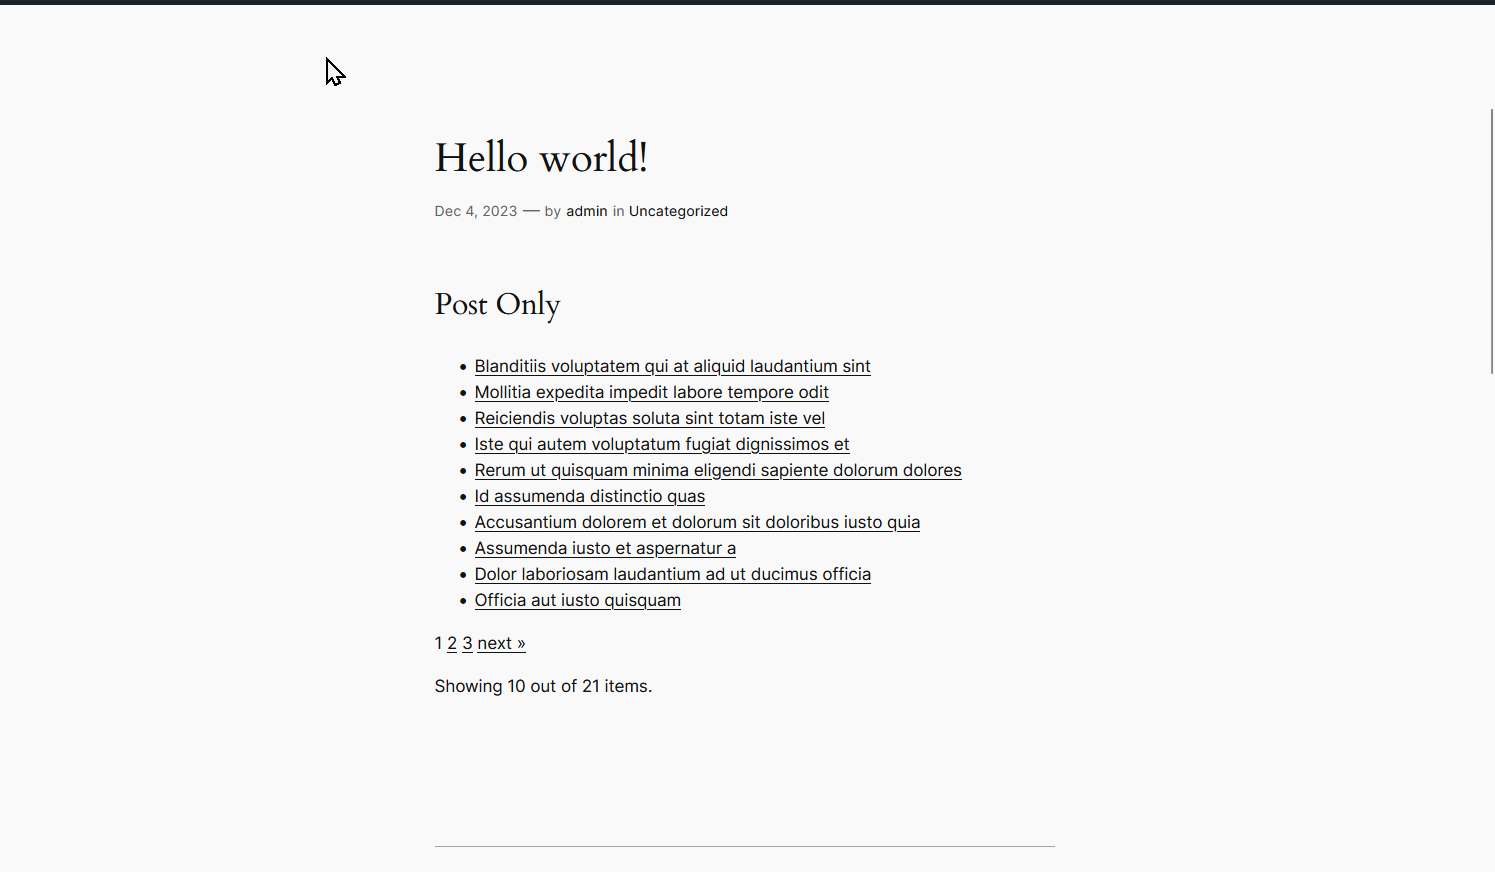 Hello world!
Dec 4, 2023 — by admin in Uncategorized
Post Only
• Blanditiis voluptatem qui at aliquid laudantium sint
• Mollitia expedita impedit labore tempore odit
• Reiciendis voluptas soluta sint totam iste vel
• Iste qui autem voluptatum fugiat dignissimos et
• Rerum ut quisquam minima eligendi sapiente dolorum dolores
• Id assumenda distinctio quas
• Accusantium dolorem et dolorum sit doloribus iusto quia
• Assumenda iusto et aspernatur a
• Dolor laboriosam laudantium ad ut ducimus officia
• Officia aut iusto quisquam
1 2 3 next »
Showing 10 out of 21 items.